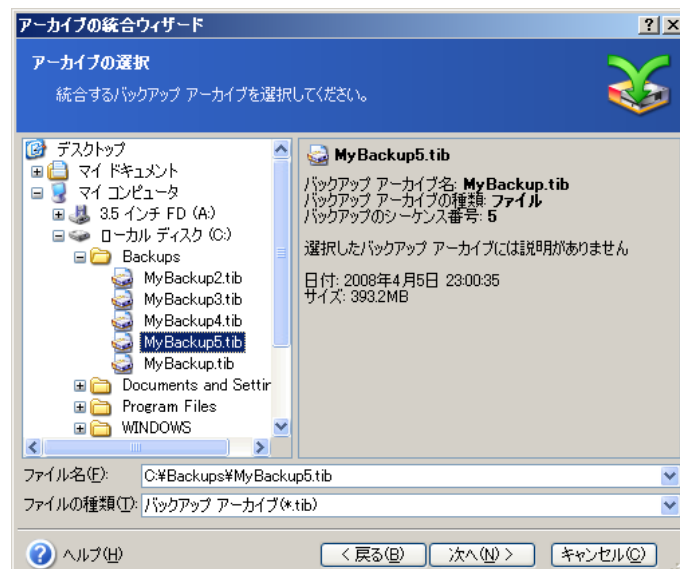 アーカイブの統合ウィザード
アーカイブの選択
統合するバックアップ アーカイブを選択してください。
デスクトップ
マイ ドキュメント
マイ コンピュータ
3.5 インチ FD (A:)
ローカル ディスク (C:)
Backups
MyBackup2.tib
MyBackup3.tib
MyBackup4.tib
MyBackup5.tib
MyBackup.tib
Documents and Settir
Program Files
WINDOWS
MyBackup5.tib
バックアップ アーカイブ名: MyBackup.tib
バックアップ アーカイブの種類: ファイル
バックアップのシーケンス番号: 5
選択したバックアップ アーカイブには説明がありません
日付: 2008年4月5日 23:00:35
サイズ: 393.2MB
ファイル名(F): C:¥Backups¥MyBackup5.tib
ファイルの種類(T): バックアップ アーカイブ(*.tib)
ヘルプ(H)
< 戻る(B)
次へ(N) >
キャンセル(C)